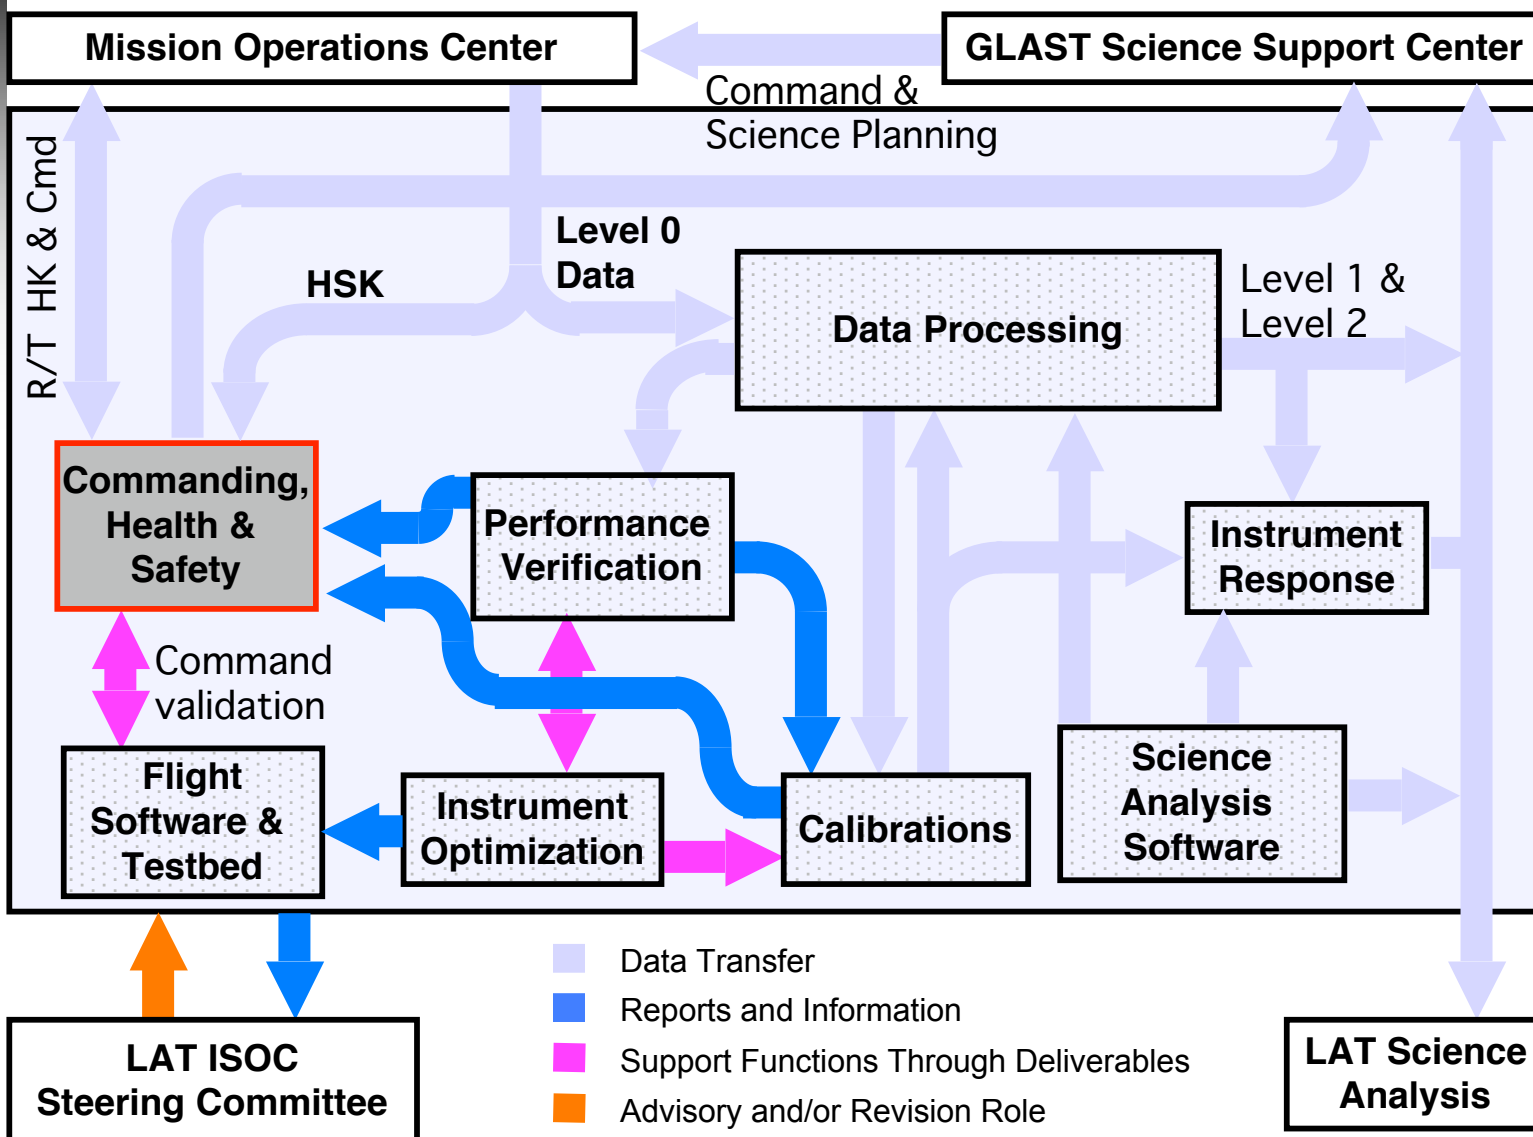 Mission Operations Center
GLAST Science Support Center
Command &
Science Planning
R/T HK & Cmd
Level 0
Data
HSK
Data Processing
Level 1 &
Level 2
Commanding,
Health &
Safety
Performance
Verification
Instrument
Response
Command
validation
Flight
Software &
Testbed
Instrument
Optimization
Calibrations
Science
Analysis
Software
Data Transfer
Reports and Information
Support Functions Through Deliverables
Advisory and/or Revision Role
LAT ISOC
Steering Committee
LAT Science
Analysis